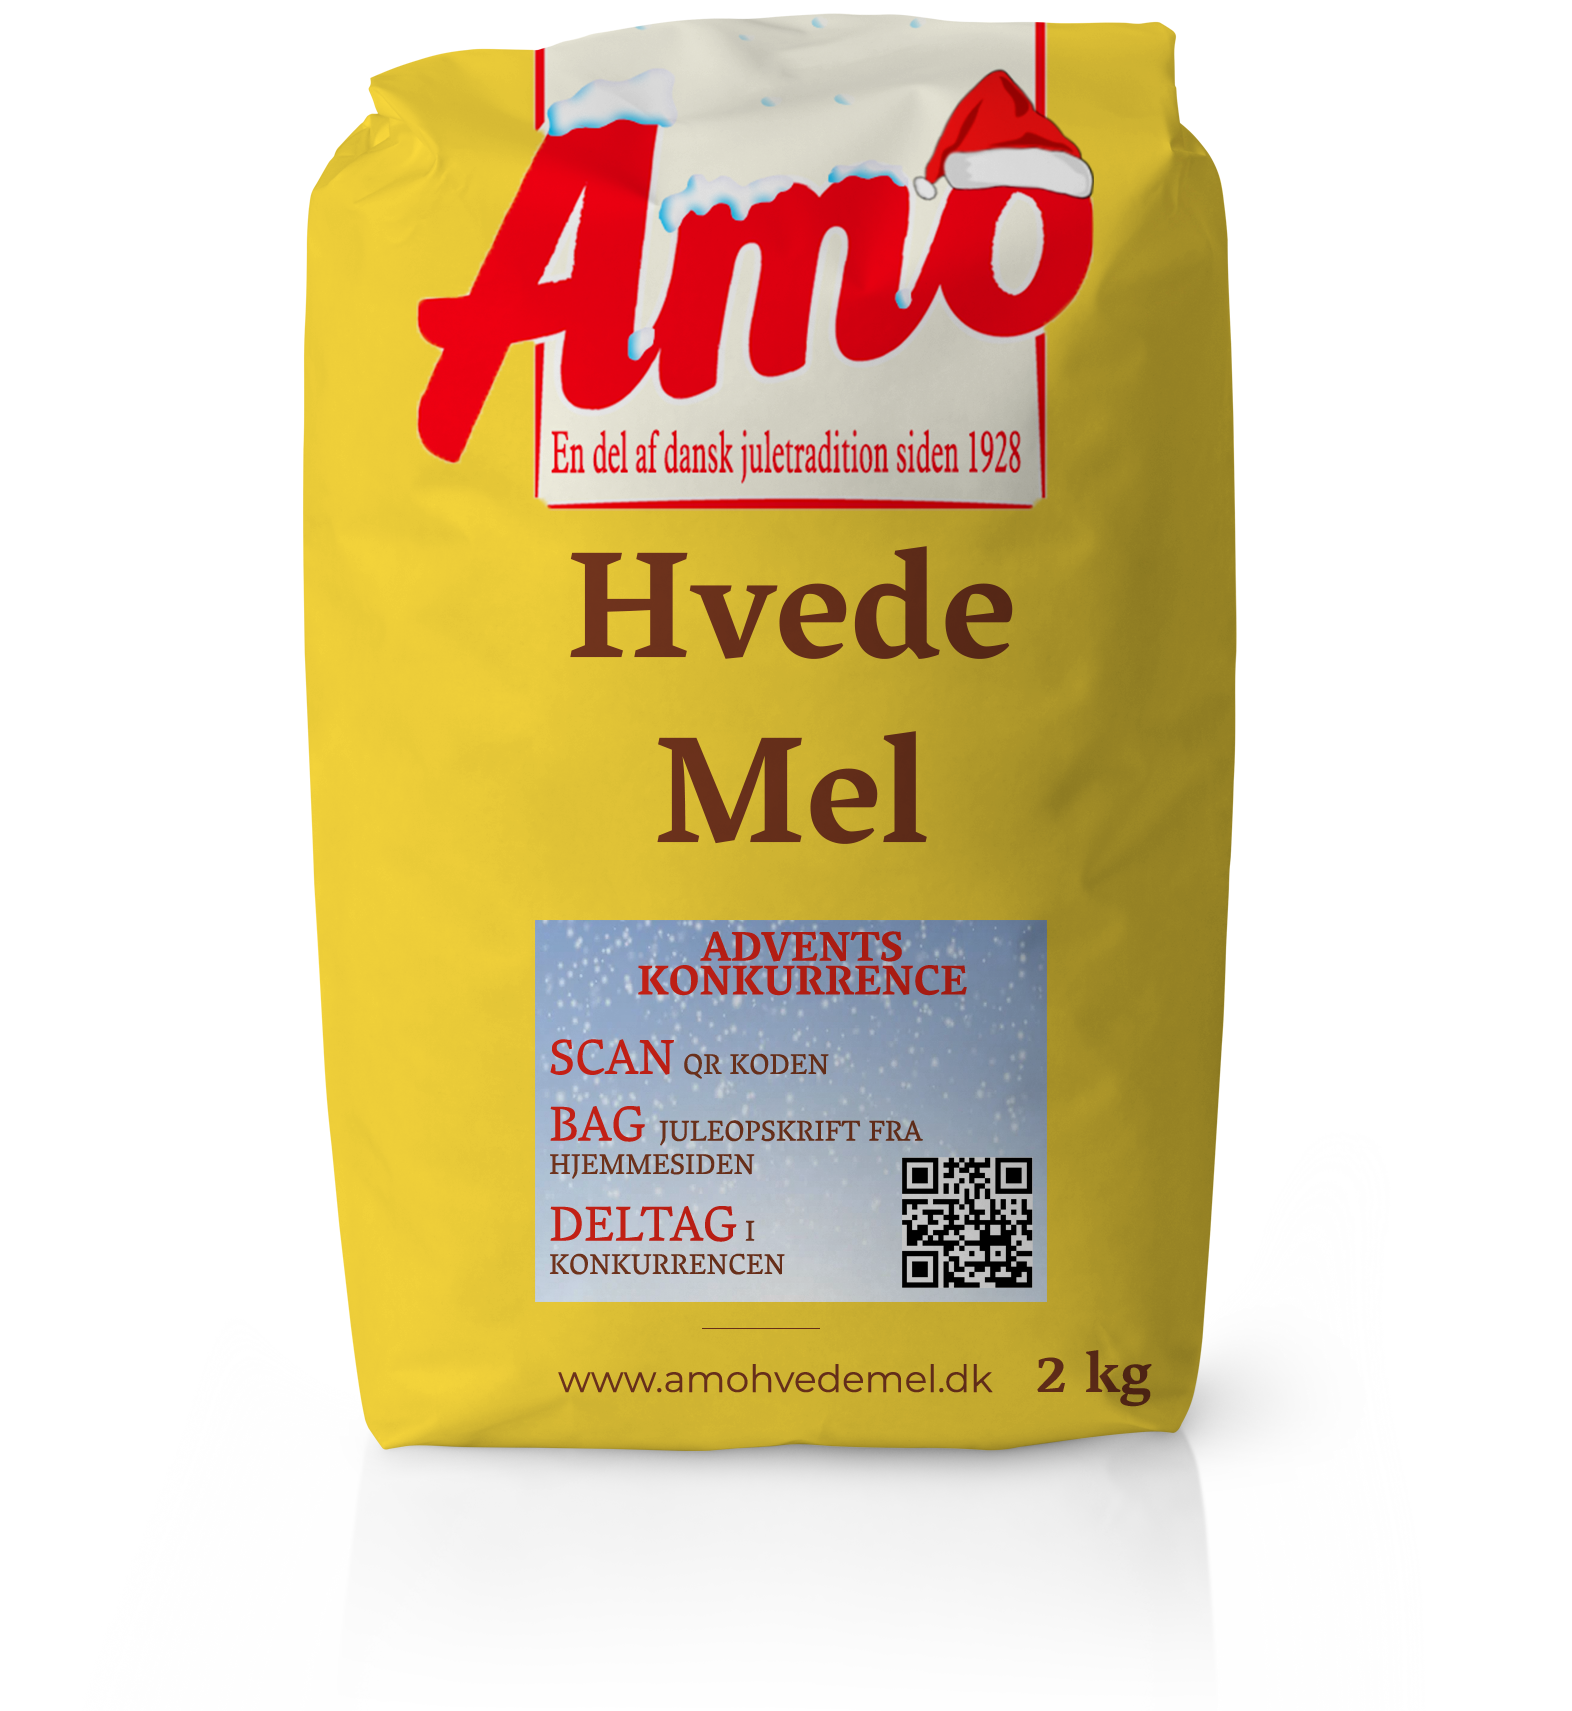 Amo
En del af dansk juletradition siden 1928
Hvede
Mel
ADVENTS
KONKURRENCE
SCAN QR KODEN
BAG JULEOPSKRIFT FRA
HJEMMESIDEN
DELTAG I
KONKURRENCEN
www.amohvedemel.dk 2 kg